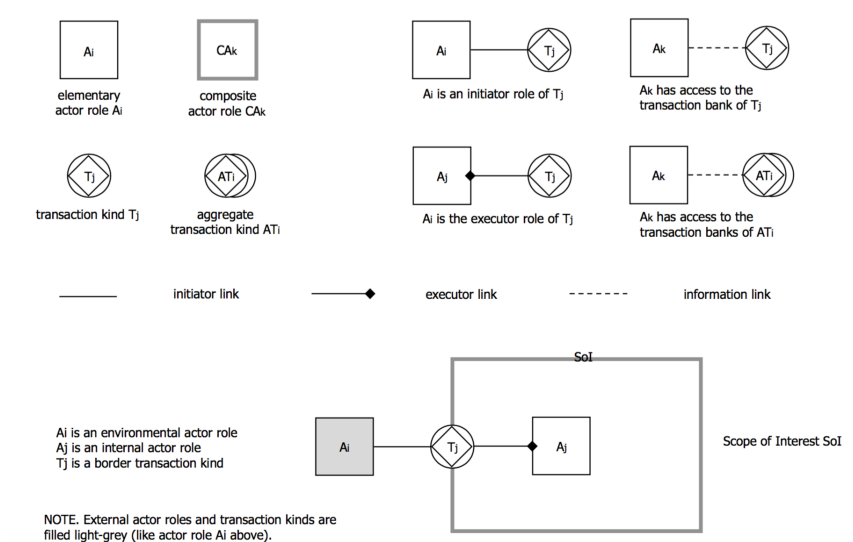 Ai
CAk
Ai
Tj
Ak
Tj
elementary
actor role Ai
composite
actor role CAk
Ai is an initiator role of Tj
Ak has access to the
transaction bank of Tj
Tj
ATi
Aj
Tj
Ak
ATi
transaction kind Tj
aggregate
transaction kind ATi
Ai is the executor role of Tj
Ak has access to the
transaction banks of ATi
initiator link
executor link
information link
SoI
Ai is an environmental actor role
Aj is an internal actor role
Tj is a border transaction kind
Ai
Tj
Aj
Scope of Interest SoI
NOTE. External actor roles and transaction kinds are
filled light-grey (like actor role Ai above).